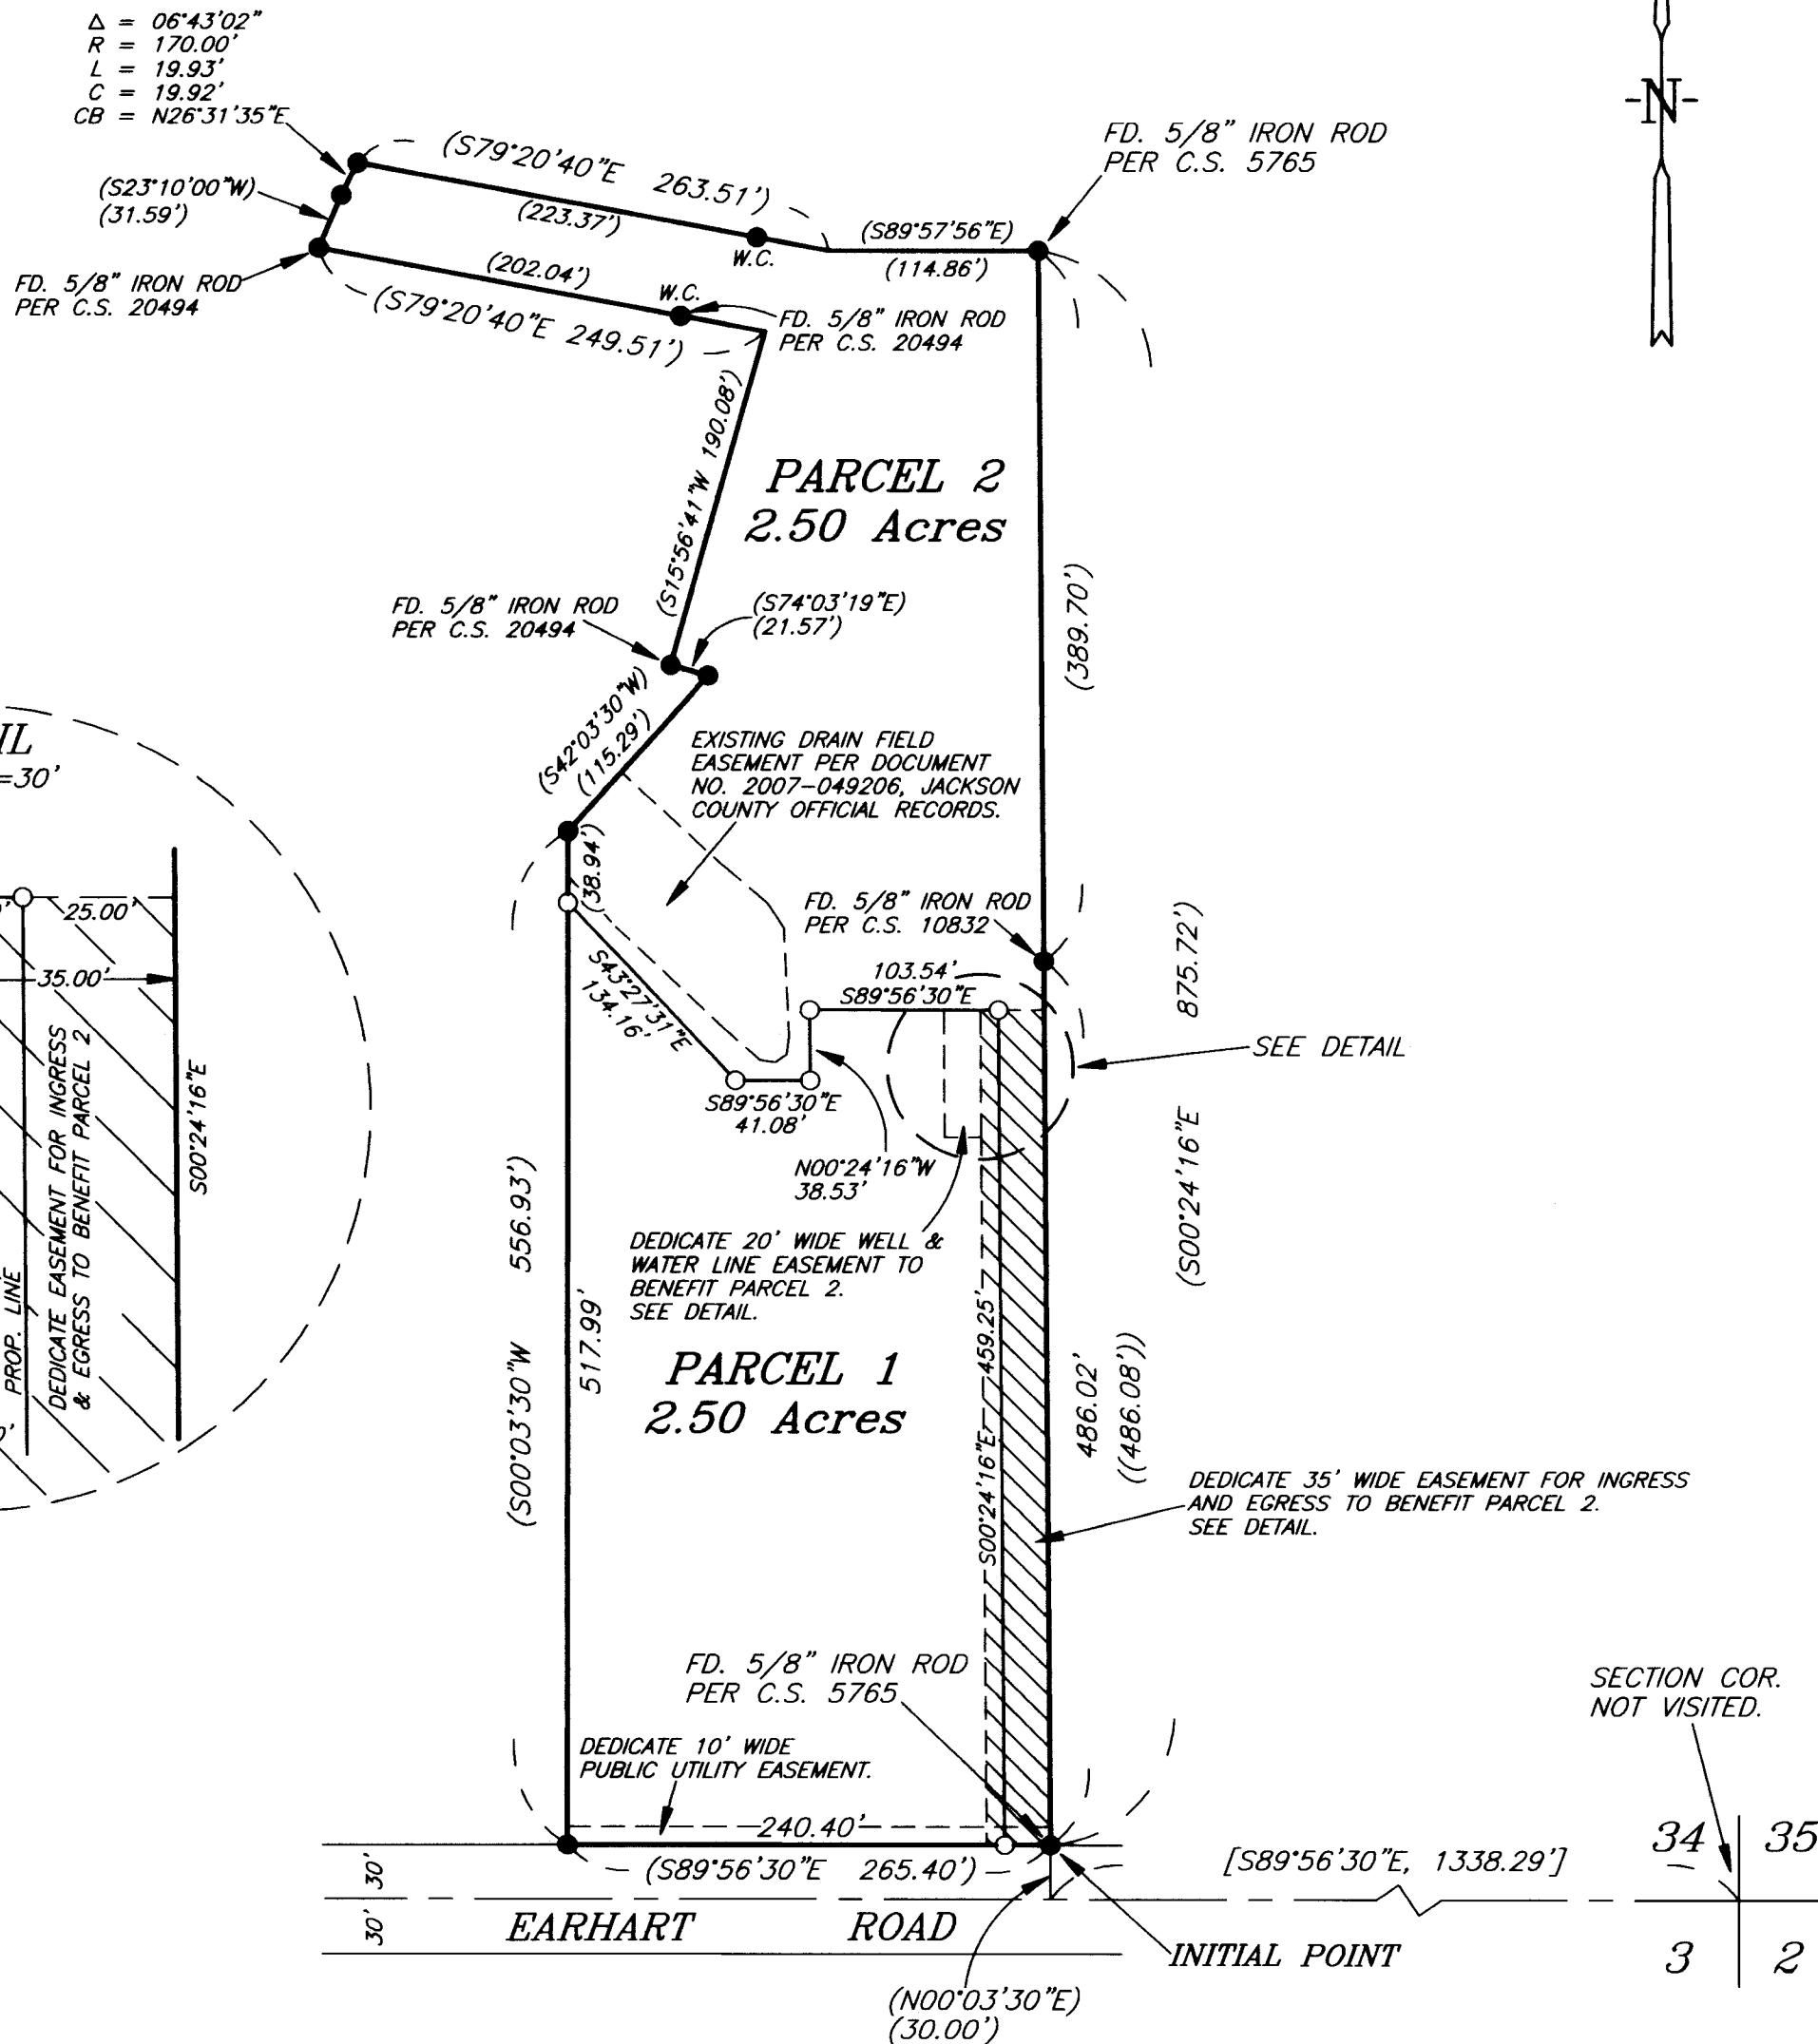 Δ = 06°43'02"
R = 170.00'
L = 19.93'
C = 19.92'
CB = N26°31'35"E
(S23°10'00"W)
(31.59')
FD. 5/8" IRON ROD
PER C.S. 20494
(S79°20'40"E 263.51')
(223.37')
W.C.
(S89°57'56"E)
(114.86')
FD. 5/8" IRON ROD
PER C.S. 5765
-N-
(202.04')
W.C.
(S79°20'40"E 249.51')
FD. 5/8" IRON ROD
PER C.S. 20494
(S15°56'41"W 190.08')
PARCEL 2
2.50 Acres
(389.70')
FD. 5/8" IRON ROD
PER C.S. 20494
(S74°03'19"E)
(21.57')
(S42°03'30"W)
(115.29')
EXISTING DRAIN FIELD
EASEMENT PER DOCUMENT
NO. 2007-049206, JACKSON
COUNTY OFFICIAL RECORDS.
(38.94')
FD. 5/8" IRON ROD
PER C.S. 10832
103.54'
S89°56'30"E
S43°27'31"E
134.16'
S89°56'30"E
41.08'
N00°24'16"W
38.53'
SEE DETAIL
(S00°24'16"E 875.72')
=30'
25.00'
35.00'
DEDICATE EASEMENT FOR INGRESS
& EGRESS TO BENEFIT PARCEL 2
S00°24'16"E
PROP. LINE
DEDICATE 20' WIDE WELL &
WATER LINE EASEMENT TO
BENEFIT PARCEL 2.
SEE DETAIL.
(S00°03'30"W 556.93')
517.99'
PARCEL 1
2.50 Acres
S00°24'16"E 459.25'
486.02'
((486.08'))
DEDICATE 35' WIDE EASEMENT FOR INGRESS
AND EGRESS TO BENEFIT PARCEL 2.
SEE DETAIL.
FD. 5/8" IRON ROD
PER C.S. 5765
DEDICATE 10' WIDE
PUBLIC UTILITY EASEMENT.
240.40'
(S89°56'30"E 265.40')
30'
30'
EARHART ROAD
[S89°56'30"E, 1338.29']
INITIAL POINT
(N00°03'30"E)
(30.00')
SECTION COR.
NOT VISITED.
34 35
3 2